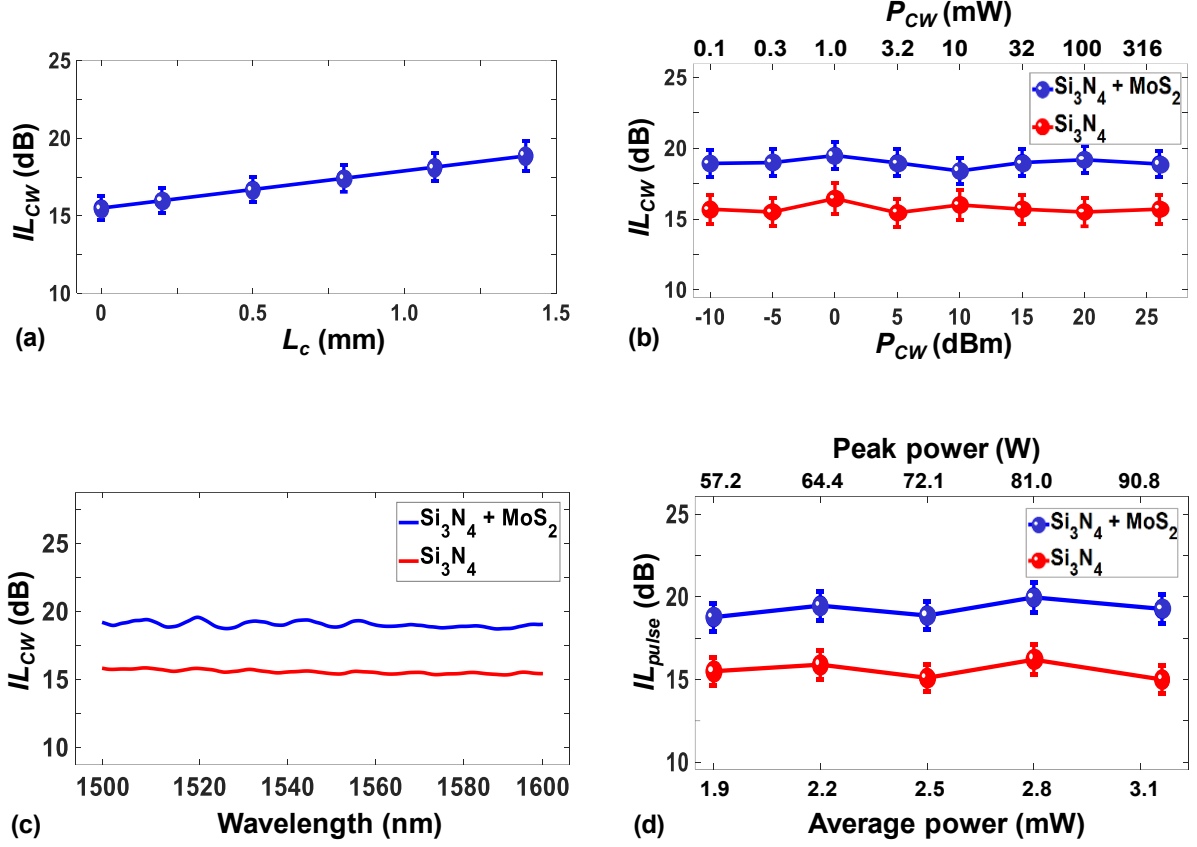 25
20
15
10
IL_CW (dB)
0
0.5
1.0
1.5
L_c (mm)
(a)
P_CW (mW)
0.1 0.3 1.0 3.2 10 32 100 316
25
20
15
10
IL_CW (dB)
Si₃N₄ + MoS₂
Si₃N₄
-10 -5 0 5 10 15 20 25
P_CW (dBm)
(b)
25
20
15
10
IL_CW (dB)
Si₃N₄ + MoS₂
Si₃N₄
1500 1520 1540 1560 1580 1600
Wavelength (nm)
(c)
Peak power (W)
57.2 64.4 72.1 81.0 90.8
25
20
15
10
IL_pulse (dB)
Si₃N₄ + MoS₂
Si₃N₄
1.9 2.2 2.5 2.8 3.1
Average power (mW)
(d)